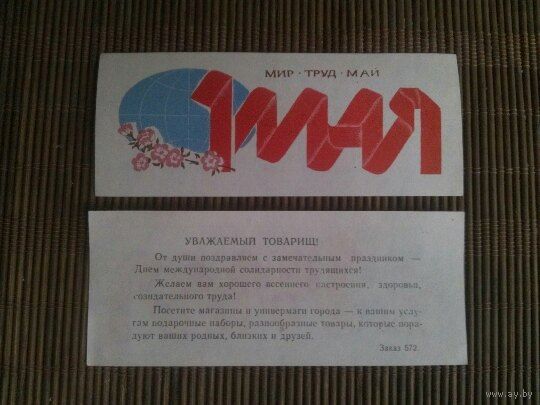 МИР · ТРУД · МАЙ
1 МАЯ
УВАЖАЕМЫЙ ТОВАРИЩ!
От души поздравляем с замечательным праздником —
Днем международной солидарности трудящихся!
Желаем вам хорошего весеннего настроения, здоровья,
созидательного труда!
Посетите магазины и универмаги города — к вашим услу-
гам подарочные наборы, разнообразные товары, которые пора-
дуют ваших родных, близких и друзей.
Заказ 572.
© www.ay.by